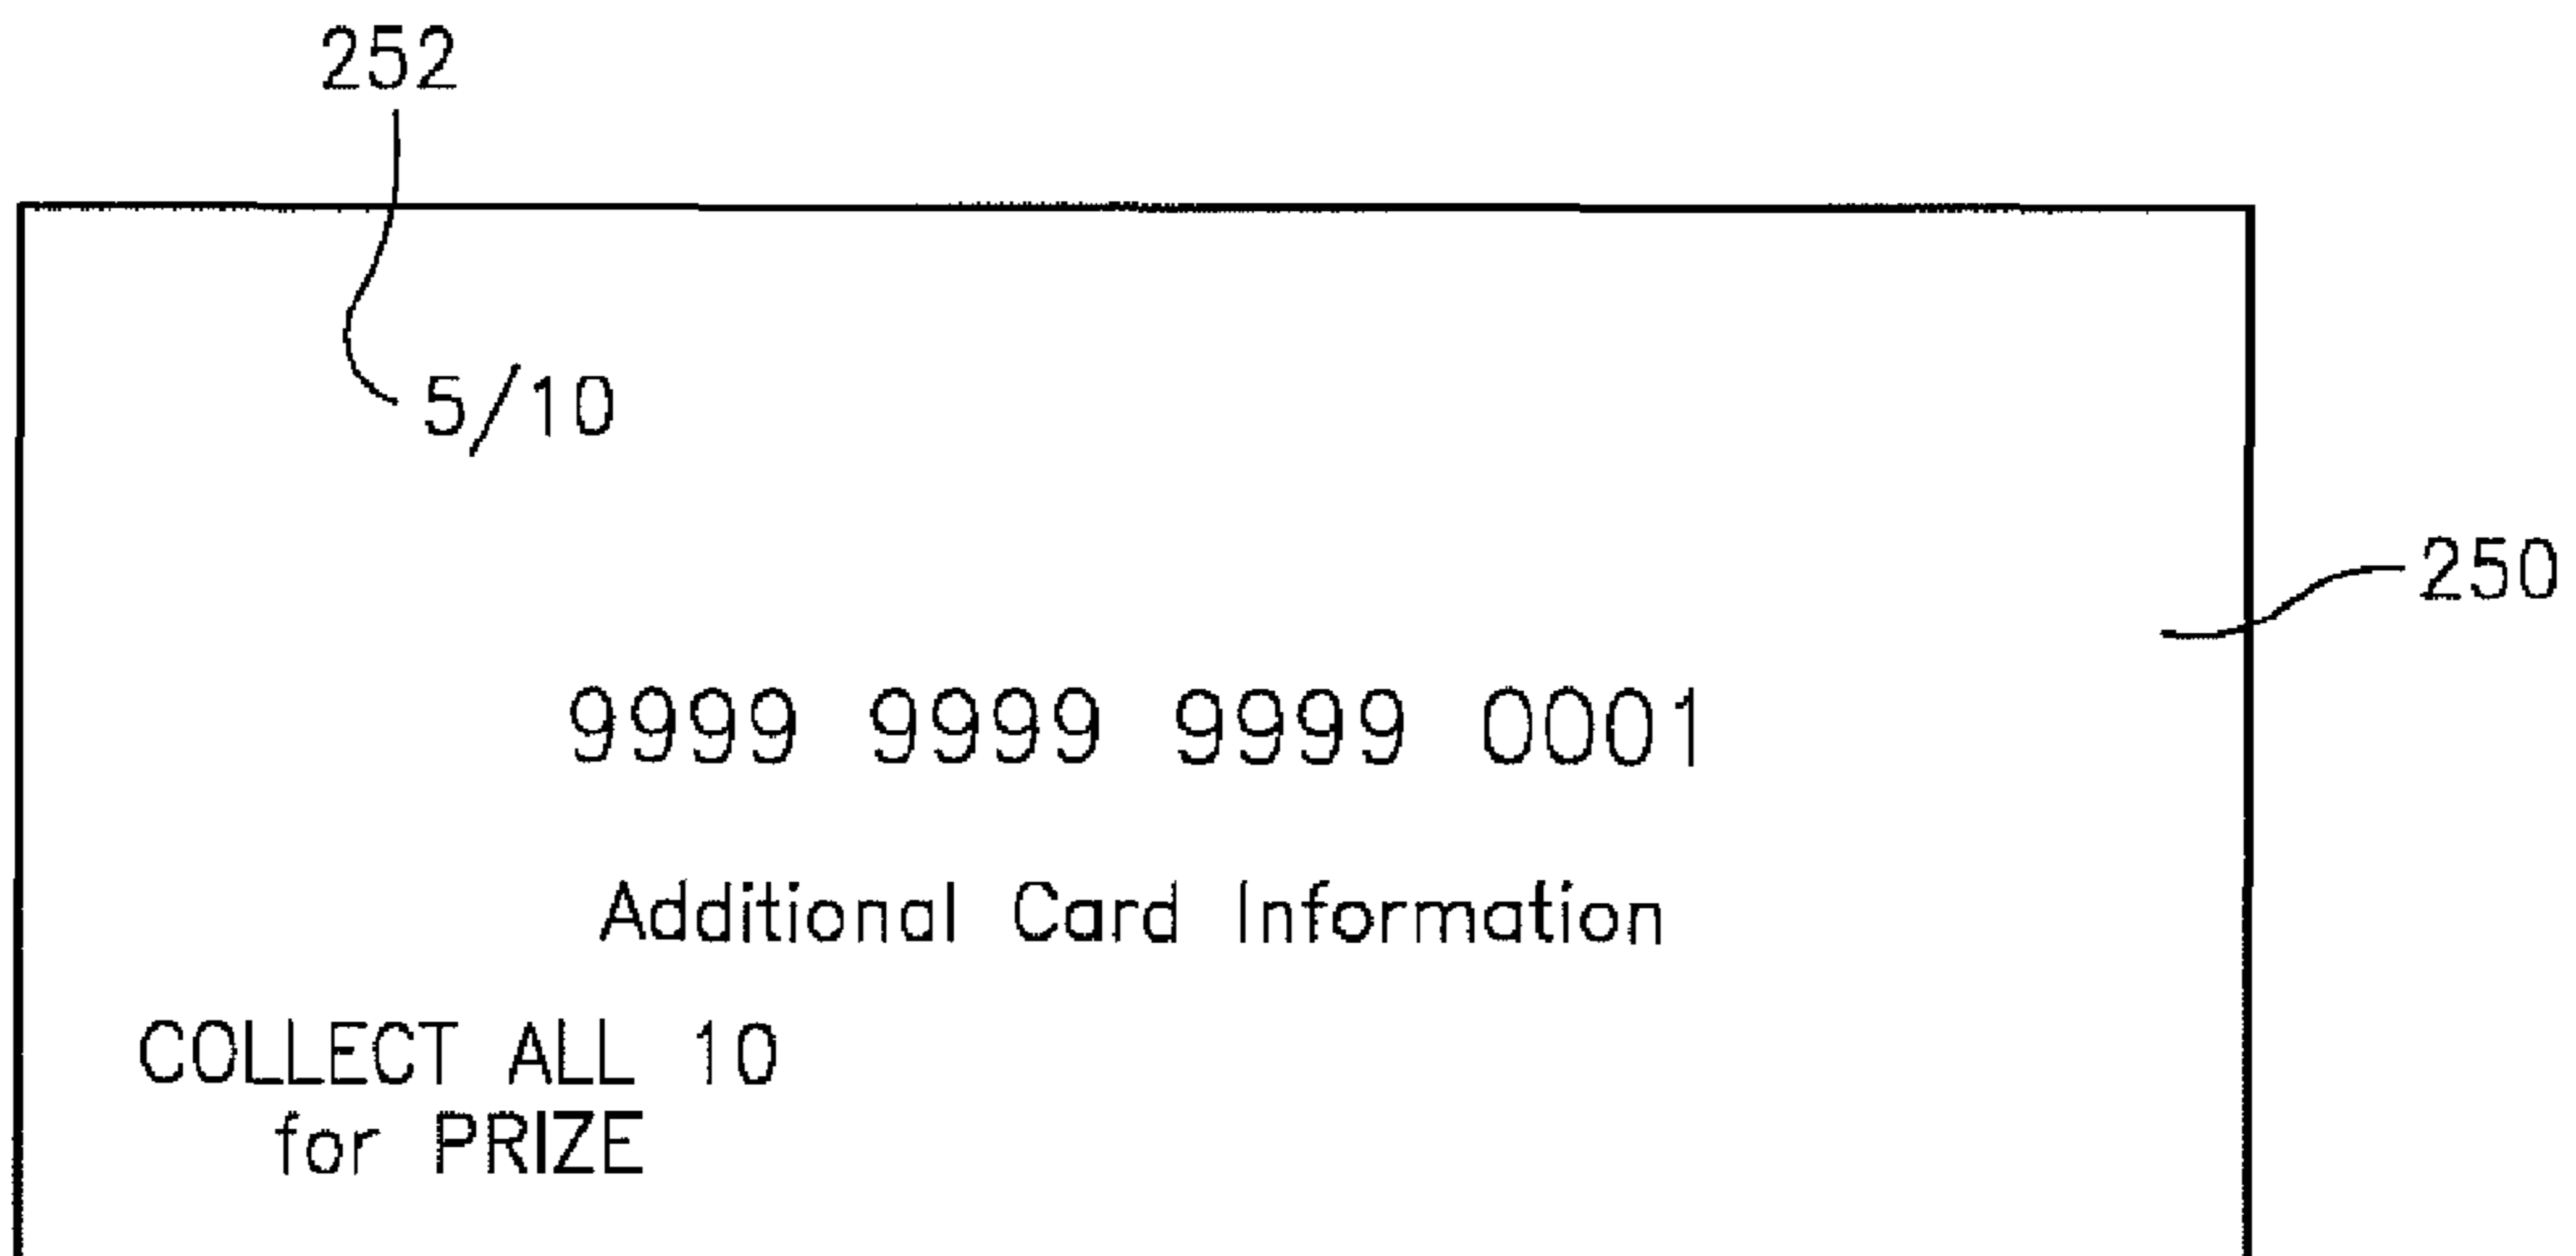 252
5/10
250
9999 9999 9999 0001
Additional Card Information
COLLECT ALL 10
for PRIZE